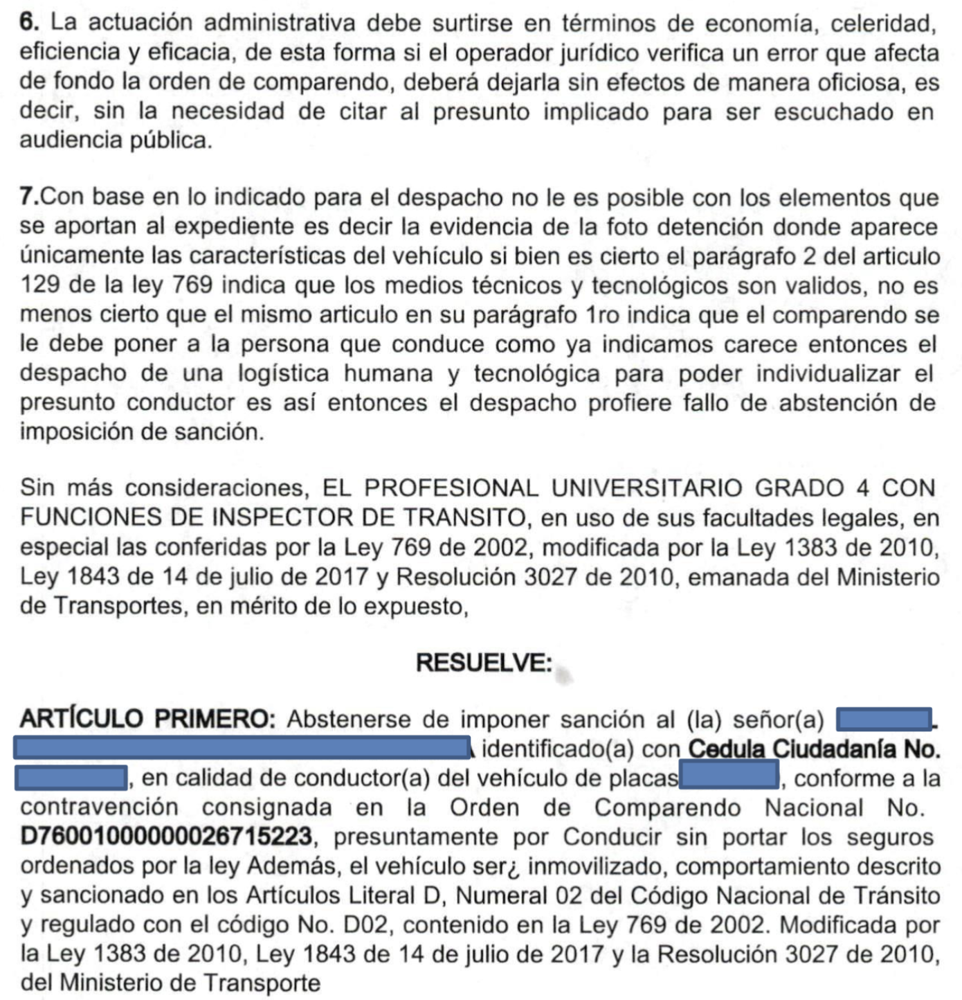 6. La actuación administrativa debe surtirse en términos de economía, celeridad,
eficiencia y eficacia, de esta forma si el operador jurídico verifica un error que afecta
de fondo la orden de comparendo, deberá dejarla sin efectos de manera oficiosa, es
decir, sin la necesidad de citar al presunto implicado para ser escuchado en
audiencia pública.
7.Con base en lo indicado para el despacho no le es posible con los elementos que
se aportan al expediente es decir la evidencia de la foto detención donde aparece
únicamente las características del vehículo si bien es cierto el parágrafo 2 del articulo
129 de la ley 769 indica que los medios técnicos y tecnológicos son validos, no es
menos cierto que el mismo articulo en su parágrafo 1ro indica que el comparendo se
le debe poner a la persona que conduce como ya indicamos carece entonces el
despacho de una logística humana y tecnológica para poder individualizar el
presunto conductor es así entonces el despacho profiere fallo de abstención de
imposición de sanción.
Sin más consideraciones, EL PROFESIONAL UNIVERSITARIO GRADO 4 CON
FUNCIONES DE INSPECTOR DE TRANSITO, en uso de sus facultades legales, en
especial las conferidas por la Ley 769 de 2002, modificada por la Ley 1383 de 2010,
Ley 1843 de 14 de julio de 2017 y Resolución 3027 de 2010, emanada del Ministerio
de Transportes, en mérito de lo expuesto,
RESUELVE:
ARTÍCULO PRIMERO: Abstenerse de imponer sanción al (la) señor(a)
identificado(a) con Cedula Ciudadanía No.
, en calidad de conductor(a) del vehículo de placas , conforme a la
contravención consignada en la Orden de Comparendo Nacional No.
D76001000000026715223, presuntamente por Conducir sin portar los seguros
ordenados por la ley Además, el vehículo ser¿ inmovilizado, comportamiento descrito
y sancionado en los Artículos Literal D, Numeral 02 del Código Nacional de Tránsito
y regulado con el código No. D02, contenido en la Ley 769 de 2002. Modificada por
la Ley 1383 de 2010, Ley 1843 de 14 de julio de 2017 y la Resolución 3027 de 2010,
del Ministerio de Transporte